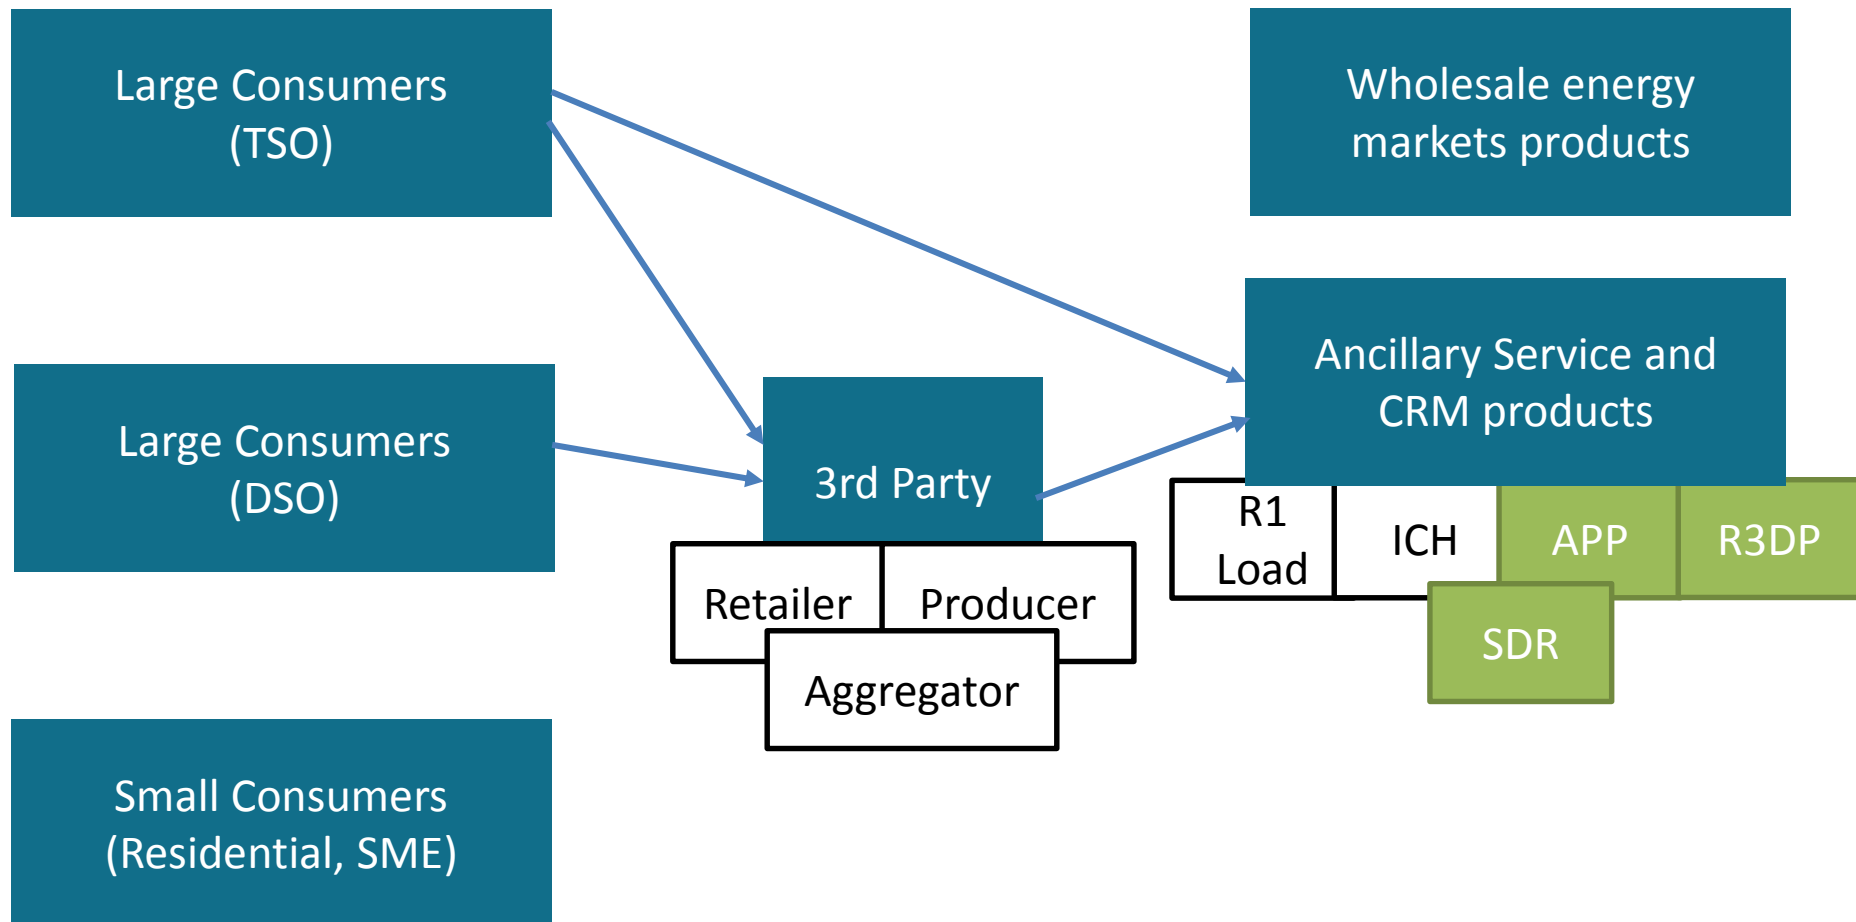 Large Consumers
(TSO)
Wholesale energy
markets products
Large Consumers
(DSO)
3rd Party
Retailer
Producer
Aggregator
Ancillary Service and
CRM products
R1
Load
ICH
APP
R3DP
SDR
Small Consumers
(Residential, SME)